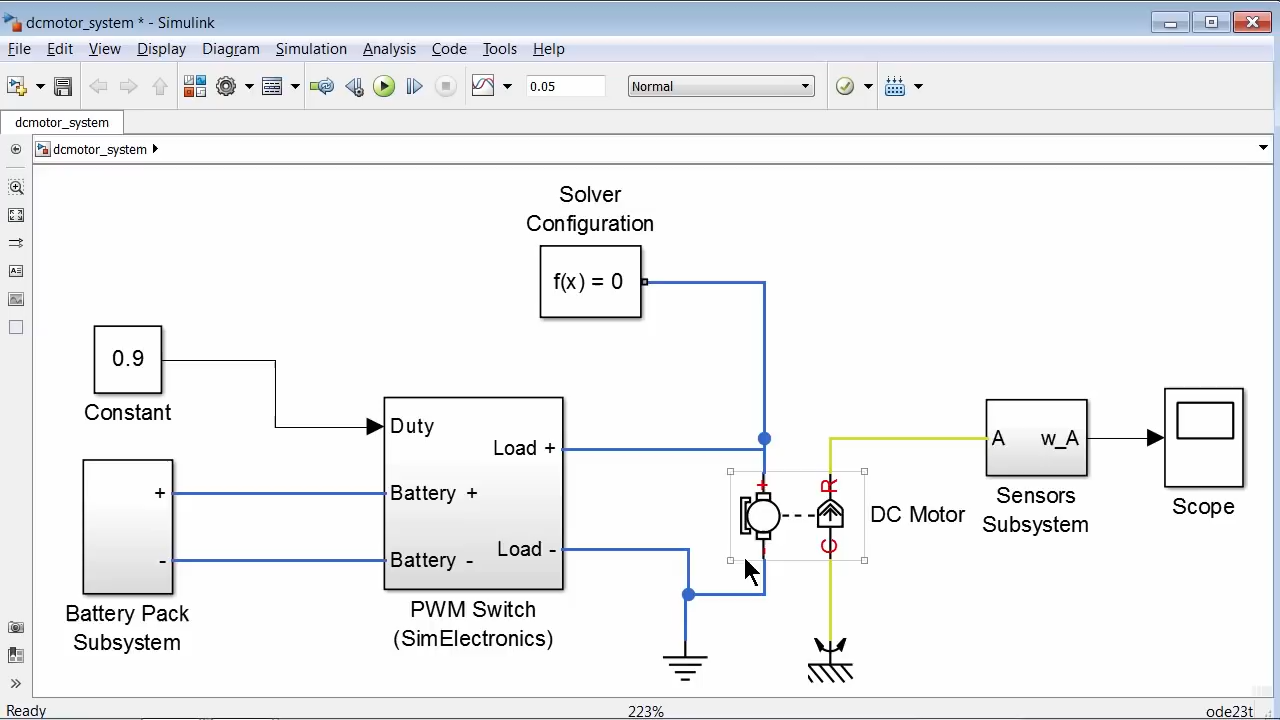 dcmotor_system * - Simulink
File Edit View Display Diagram Simulation Analysis Code Tools Help
0.05 Normal
dcmotor_system
dcmotor_system
Solver
Configuration
f(x) = 0
0.9
Constant
Duty
Load +
Battery +
Load -
Battery -
+
-
Battery Pack
Subsystem
PWM Switch
(SimElectronics)
+
-
R
C
DC Motor
A w_A
Sensors
Subsystem
Scope
Ready 223% ode23t